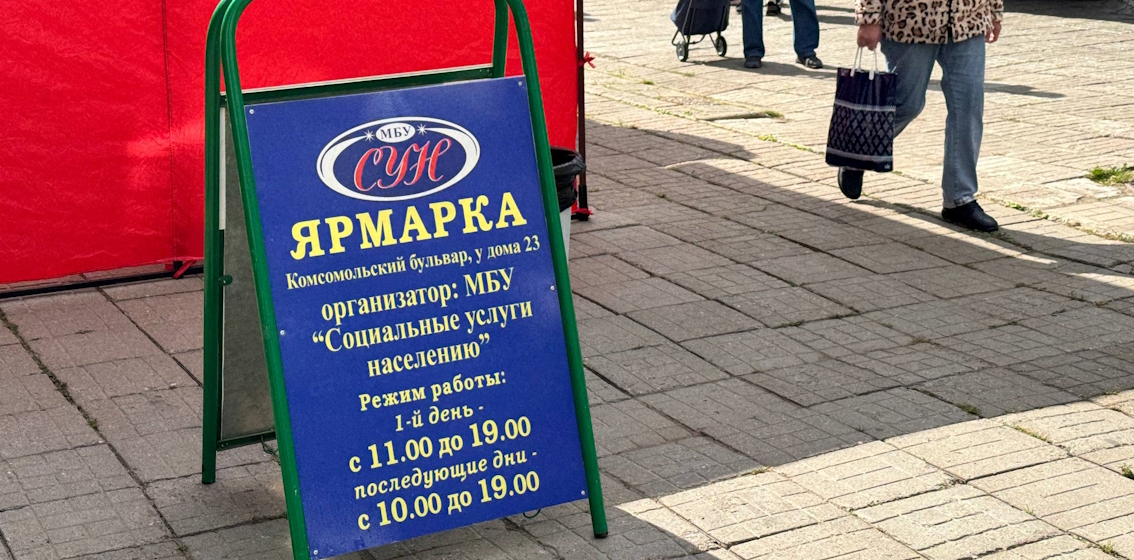 МБУ
СУН
ЯРМАРКА
Комсомольский бульвар, у дома 23
организатор: МБУ
“Социальные услуги
населению”
Режим работы:
1-й день -
с 11.00 до 19.00
последующие дни -
с 10.00 до 19.00